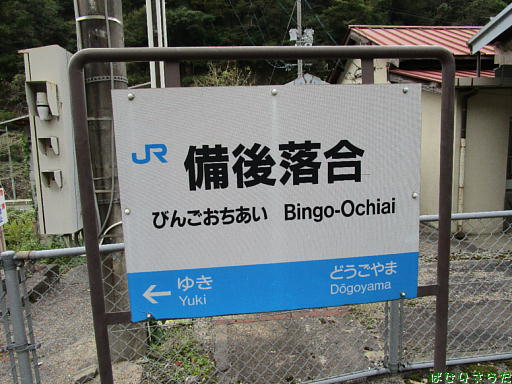 JR
備後落合
びんごおちあい Bingo-Ochiai
← ゆき どうごやま
Yuki Dōgoyama